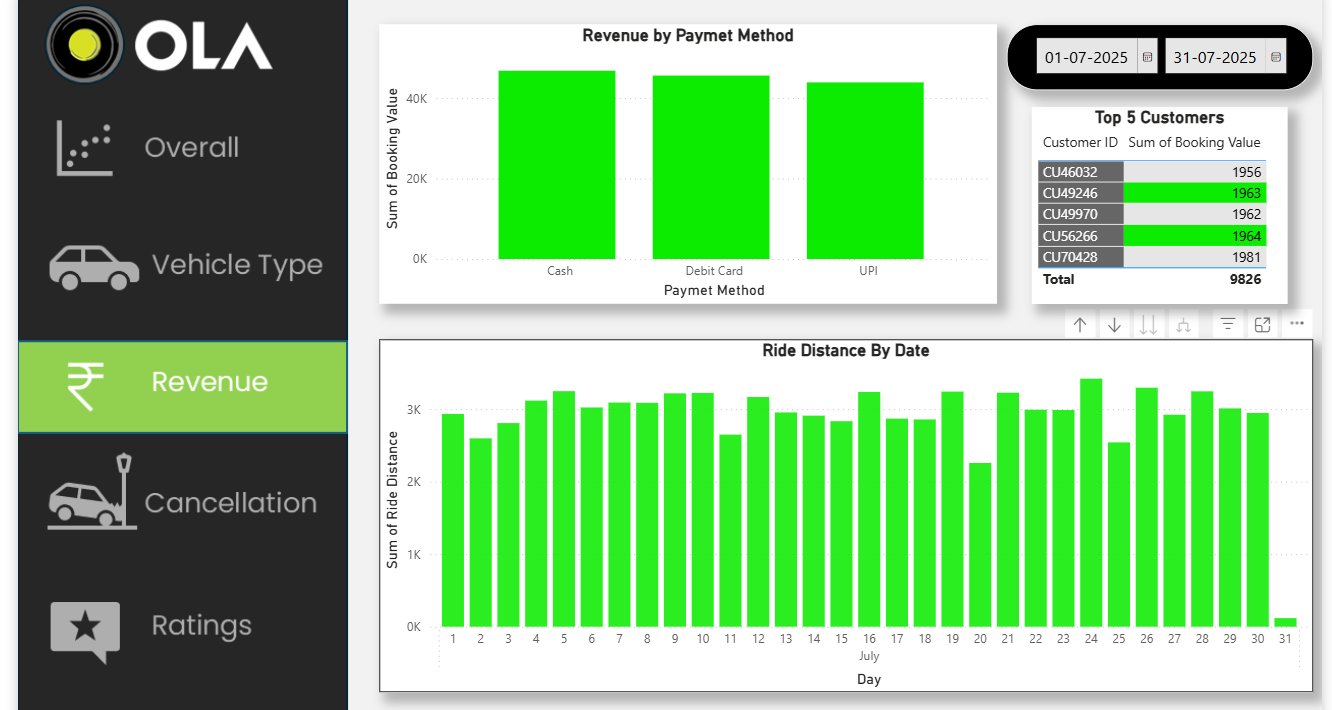 OLA
Overall
Vehicle Type
Revenue
Cancellation
Ratings
Revenue by Paymet Method
Sum of Booking Value
40K
20K
0K
Cash Debit Card UPI
Paymet Method
01-07-2025 31-07-2025
Top 5 Customers
Customer ID Sum of Booking Value
CU46032 1956
CU49246 1963
CU49970 1962
CU56266 1964
CU70428 1981
Total 9826
Ride Distance By Date
Sum of Ride Distance
3K
2K
1K
0K
1 2 3 4 5 6 7 8 9 10 11 12 13 14 15 16 17 18 19 20 21 22 23 24 25 26 27 28 29 30 31
July
Day